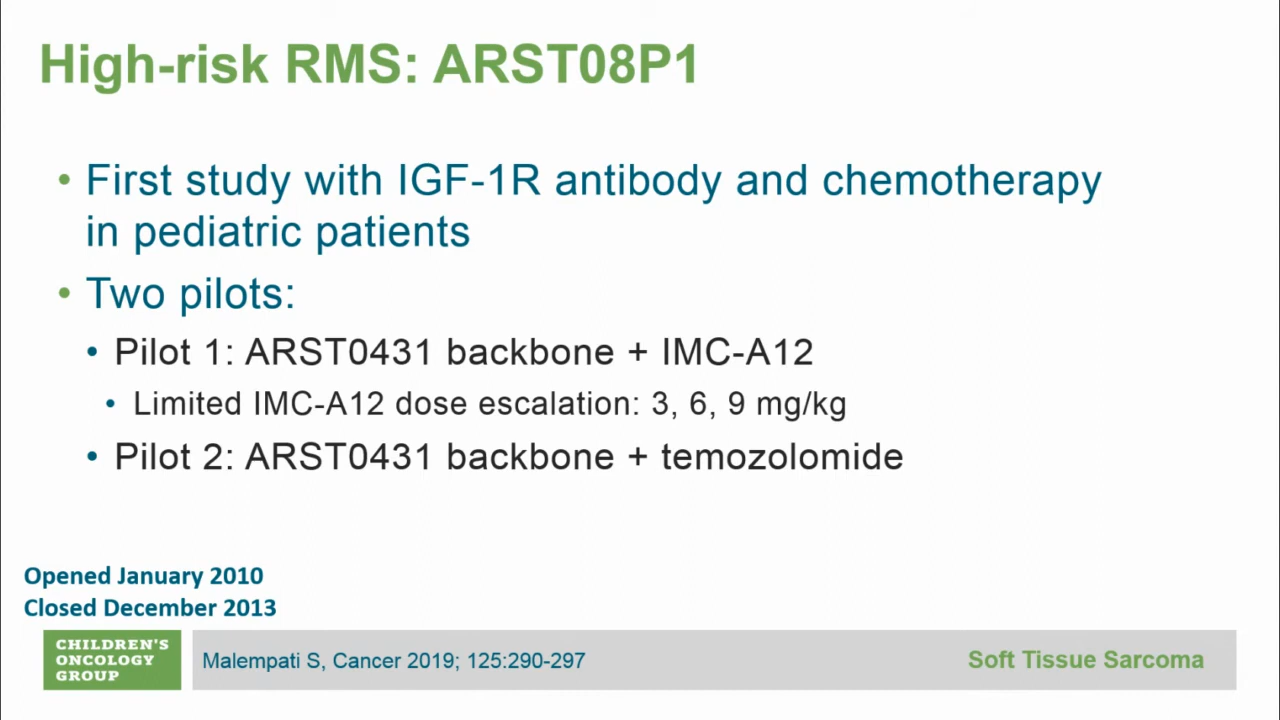 High-risk RMS: ARST08P1
• First study with IGF-1R antibody and chemotherapy
in pediatric patients
• Two pilots:
• Pilot 1: ARST0431 backbone + IMC-A12
• Limited IMC-A12 dose escalation: 3, 6, 9 mg/kg
• Pilot 2: ARST0431 backbone + temozolomide
Opened January 2010
Closed December 2013
CHILDREN'S
ONCOLOGY
GROUP
Malempati S, Cancer 2019; 125:290-297
Soft Tissue Sarcoma